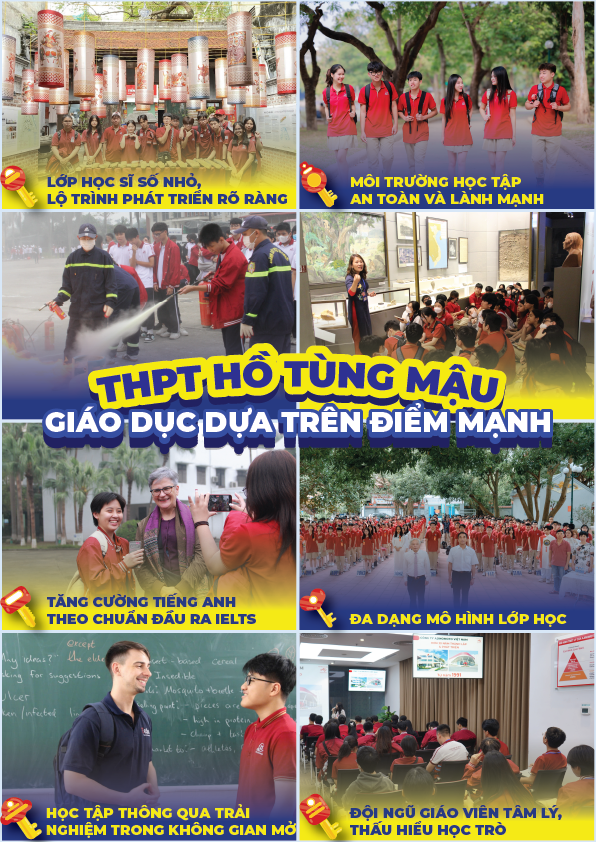 LỚP HỌC SĨ SỐ NHỎ,
LỘ TRÌNH PHÁT TRIỂN RÕ RÀNG
MÔI TRƯỜNG HỌC TẬP
AN TOÀN VÀ LÀNH MẠNH
THPT HỒ TÙNG MẬU
GIÁO DỤC DỰA TRÊN ĐIỂM MẠNH
TĂNG CƯỜNG TIẾNG ANH
THEO CHUẨN ĐẦU RA IELTS
ĐA DẠNG MÔ HÌNH LỚP HỌC
HỌC TẬP THÔNG QUA TRẢI
NGHIỆM TRONG KHÔNG GIAN MỞ
ĐỘI NGŨ GIÁO VIÊN TÂM LÝ,
THẤU HIỂU HỌC TRÒ